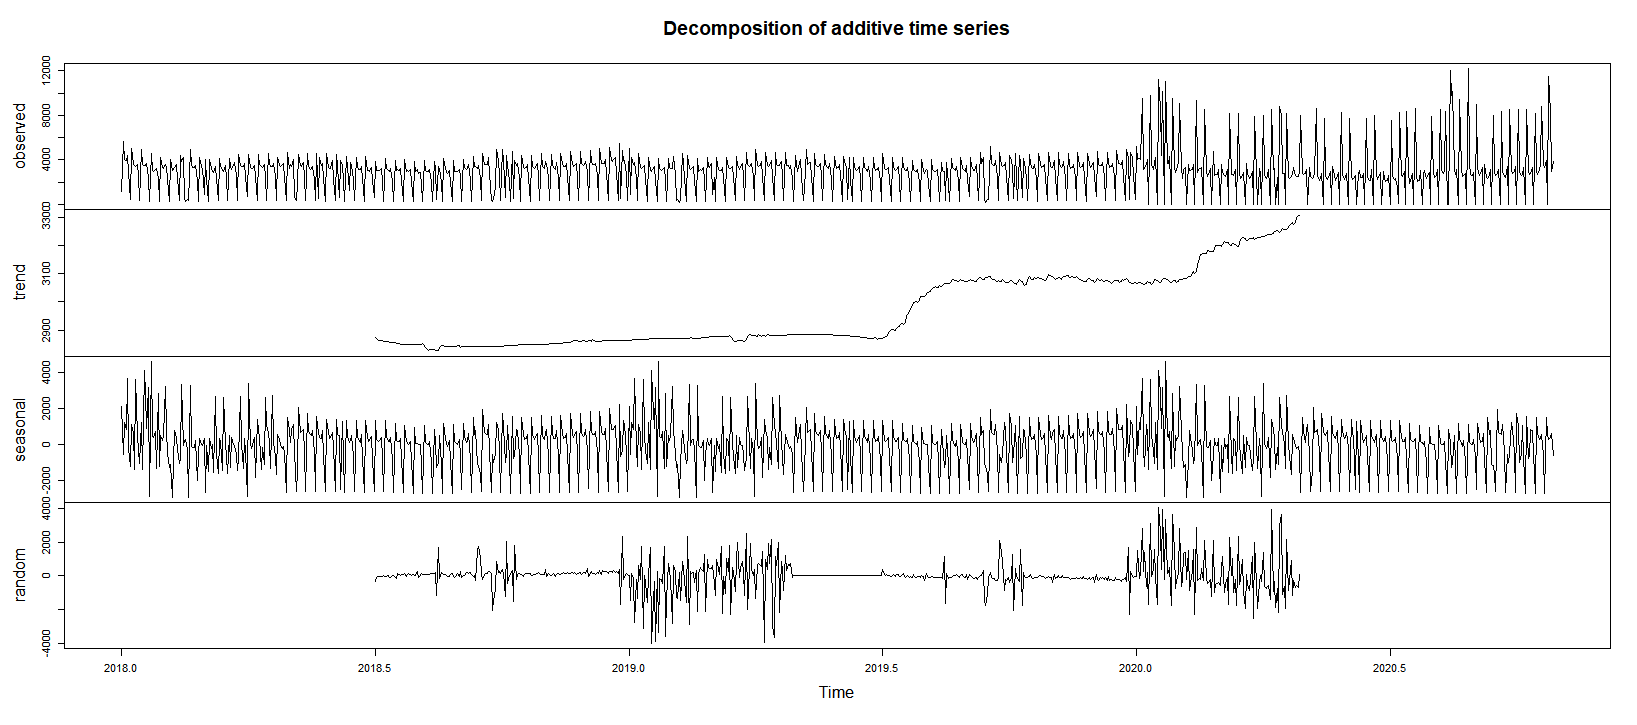 Decomposition of additive time series
observed
4000 8000 12000
trend
2900 3100 3300
seasonal
-2000 0 2000 4000
random
-4000 0 2000 4000
2018.0 2018.5 2019.0 2019.5 2020.0 2020.5
Time